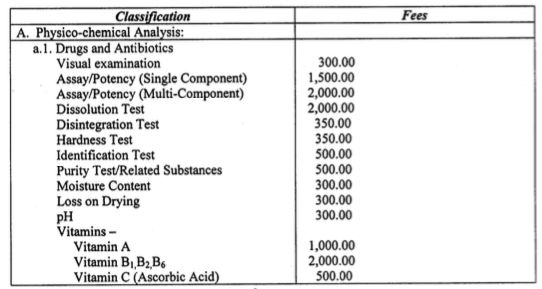 Classification Fees
A. Physico-chemical Analysis:
a.1. Drugs and Antibiotics
Visual examination 300.00
Assay/Potency (Single Component) 1,500.00
Assay/Potency (Multi-Component) 2,000.00
Dissolution Test 2,000.00
Disintegration Test 350.00
Hardness Test 350.00
Identification Test 500.00
Purity Test/Related Substances 500.00
Moisture Content 300.00
Loss on Drying 300.00
pH 300.00
Vitamins –
Vitamin A 1,000.00
Vitamin B₁,B₂,B₆ 2,000.00
Vitamin C (Ascorbic Acid) 500.00